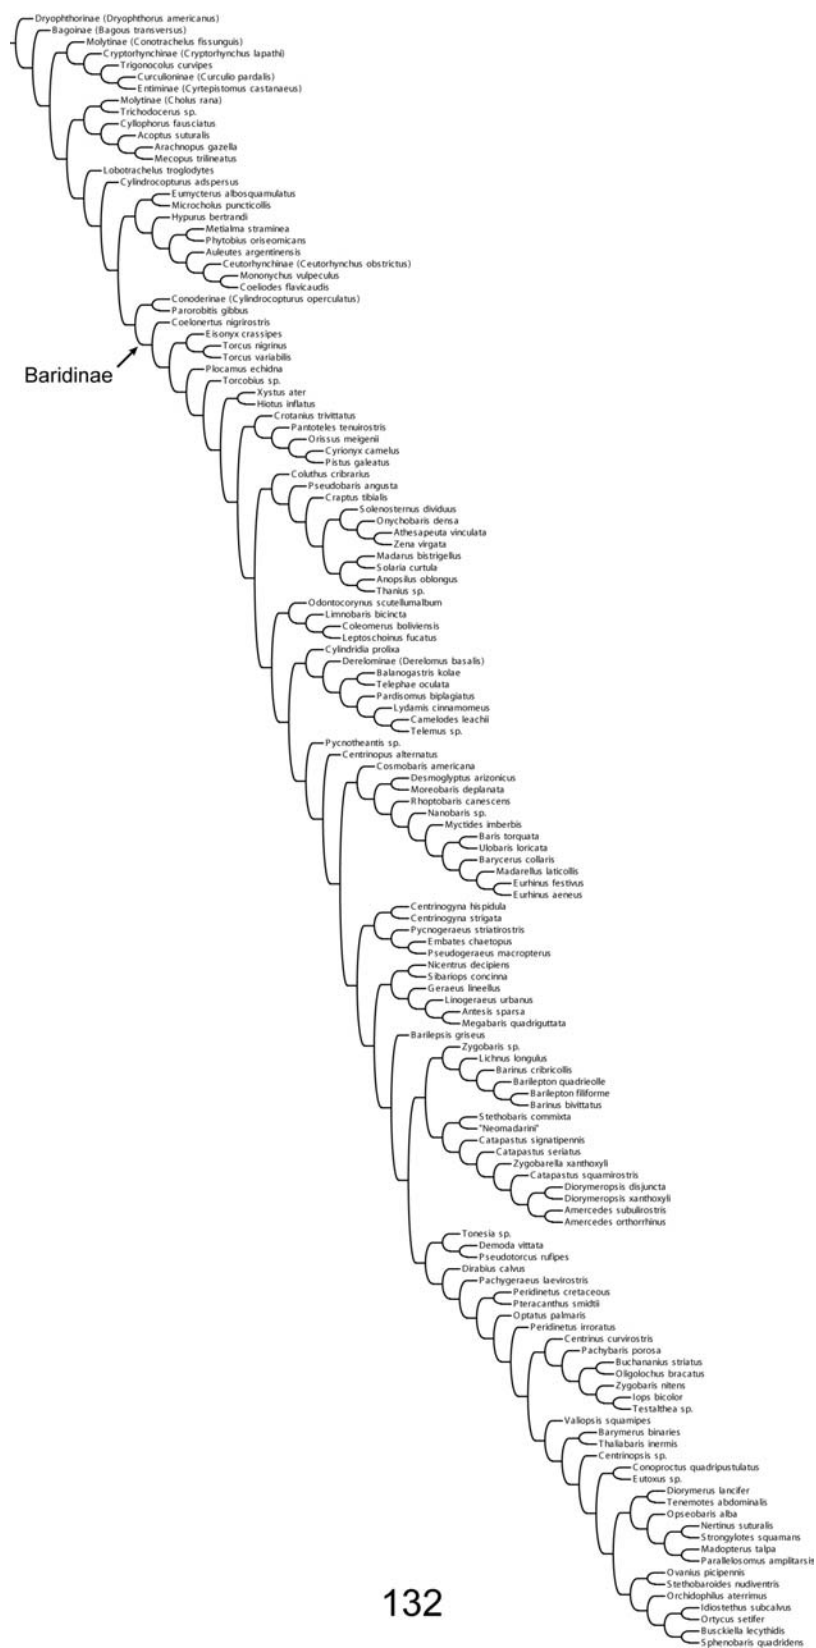 Dryophthorinae (Dryophthorus americanus)
Bagoinae (Bagous transversus)
Molytinae (Conotrachelus fissunguis)
Cryptorhynchinae (Cryptorhynchus lapathi)
Trigonocolus curvipes
Curculioninae (Curculio pardalis)
Entiminae (Cyrtepistomus castanaeus)
Molytinae (Cholus rana)
Trichodocerus sp.
Cyllophorus fausciatus
Acoptus suturalis
Arachnopus gazella
Mecopus trilineatus
Lobotrachelus troglodytes
Cylindrocopturus adspersus
Eumycterus albosquamulatus
Microcholus puncticollis
Hypurus bertrandi
Metialma straminea
Phytobius oriseomicans
Auleutes argentinensis
Ceutorhynchinae (Ceutorhynchus obstrictus)
Mononychus vulpeculus
Coeliodes flavicaudis
Conoderinae (Cylindrocopturus operculatus)
Parorobitis gibbus
Coelonertus nigrirostris
Eisonyx crassipes
Torcus nigrinus
Torcus variabilis
Baridinae
Plocamus echidna
Torcobius sp.
Xystus ater
Hiotus inflatus
Crotanius trivittatus
Pantoteles tenuirostris
Orissus meigenii
Cyrionyx camelus
Pistus galeatus
Coluthus cribrarius
Pseudobaris angusta
Craptus tibialis
Solenosternus dividuus
Onychobaris densa
Athesapeuta vinculata
Zena virgata
Madarus bistrigellus
Solaria curtula
Anopsilus oblongus
Thanius sp.
Odontocorynus scutellumalbum
Limnobaris bicincta
Coleomerus boliviensis
Leptoschoinus fucatus
Cylindridia prolixa
Derelominae (Derelomus basalis)
Balanogastris kolae
Telephae oculata
Pardisomus biplagiatus
Lydamis cinnamomeus
Camelodes leachii
Telemus sp.
Pycnotheantis sp.
Centrinopus alternatus
Cosmobaris americana
Desmoglyptus arizonicus
Moreobaris deplanata
Rhoptobaris canescens
Nanobaris sp.
Myctides imberbis
Baris torquata
Ulobaris loricata
Barycerus collaris
Madarellus laticollis
Eurhinus festivus
Eurhinus aeneus
Centrinogyna hispidula
Centrinogyna strigata
Pycnogeraeus striatirostris
Embates chaetopus
Pseudogeraeus macropterus
Nicentrus decipiens
Sibariops concinna
Geraeus lineellus
Linogeraeus urbanus
Antesis sparsa
Megabaris quadriguttata
Barilepsis griseus
Zygobaris sp.
Lichnus longulus
Barinus cribricollis
Barilepton quadrieolle
Barilepton filiforme
Barinus bivittatus
Stethobaris commixta
"Neomadarini"
Catapastus signatipennis
Catapastus seriatus
Zygobarella xanthoxyli
Catapastus squamirostris
Diorymeropsis disjuncta
Diorymeropsis xanthoxyli
Amercedes subulirostris
Amercedes orthorrhinus
Tonesia sp.
Demoda vittata
Pseudotorcus rufipes
Dirabius calvus
Pachygeraeus laevirostris
Peridinetus cretaceous
Pteracanthus smidtii
Optatus palmaris
Peridinetus irroratus
Centrinus curvirostris
Pachybaris porosa
Buchananius striatus
Oligolochus bracatus
Zygobaris nitens
Iops bicolor
Testalthea sp.
Valiopsis squamipes
Barymerus binaries
Thaliabaris inermis
Centrinopsis sp.
Conoproctus quadripustulatus
Eutoxus sp.
Diorymerus lancifer
Tenemotes abdominalis
Opseobaris alba
Nertinus suturalis
Strongylotes squamans
Madopterus talpa
Parallelosomus amplitarsis
Ovanius picipennis
Stethobaroides nudiventris
Orchidophilus aterrimus
Idiostethus subcalvus
Ortycus setifer
Busckiella lecythidis
Sphenobaris quadridens
132